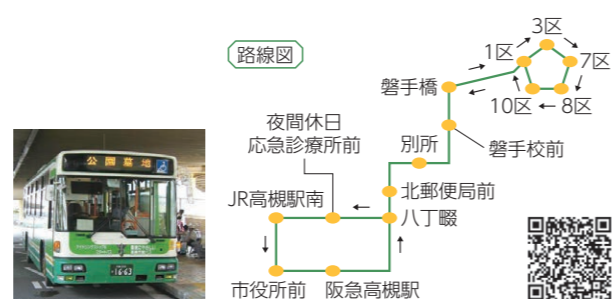 路線図
3区
1区
7区
10区
8区
磐手橋
夜間休日
応急診療所前
別所
磐手校前
北郵便局前
JR高槻駅南
八丁畷
市役所前
阪急高槻駅
公園墓地